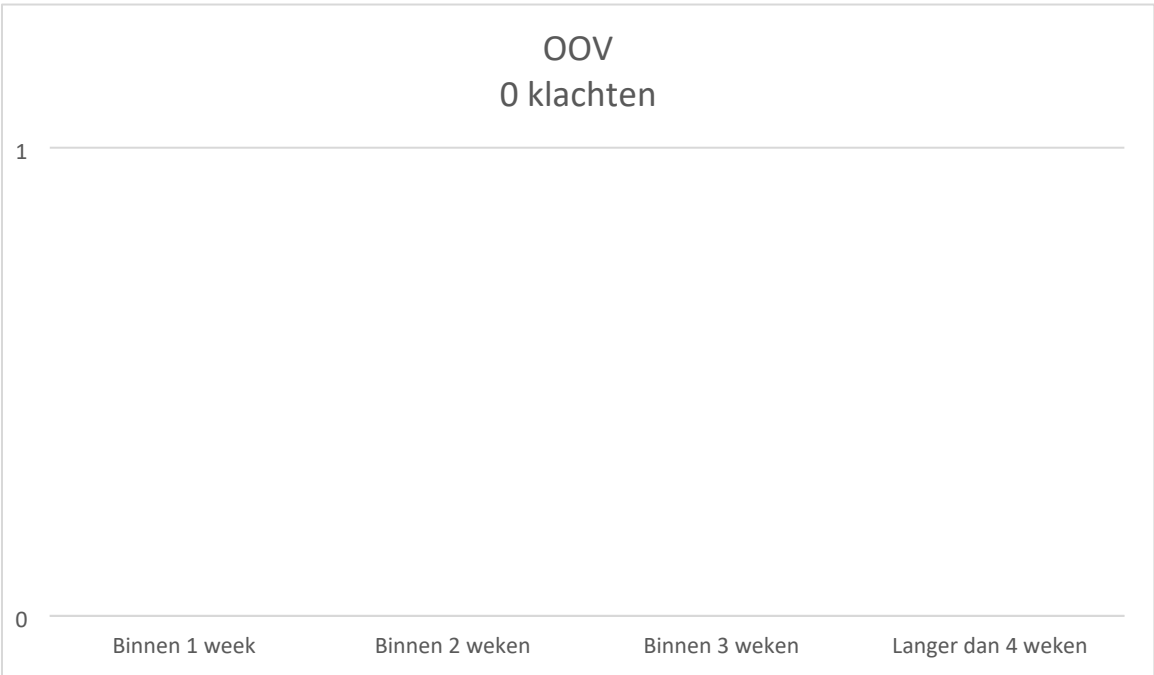 OOV
0 klachten
1
0
Binnen 1 week
Binnen 2 weken
Binnen 3 weken
Langer dan 4 weken